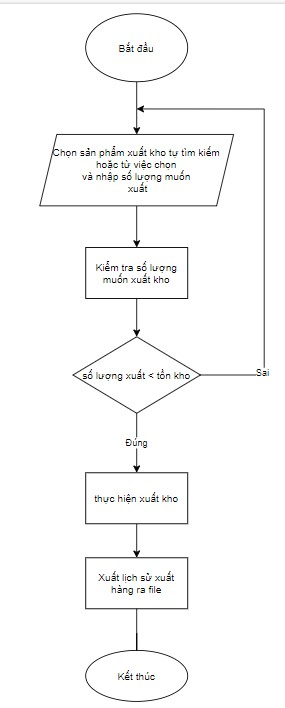 Bắt đầu
Chọn sản phẩm xuất kho tự tìm kiếm
hoặc từ việc chọn
và nhập số lượng muốn
xuất
Kiểm tra số lượng
muốn xuất kho
số lượng xuất < tồn kho
Sai
Đúng
thực hiện xuất kho
Xuất lịch sử xuất
hàng ra file
Kết thúc